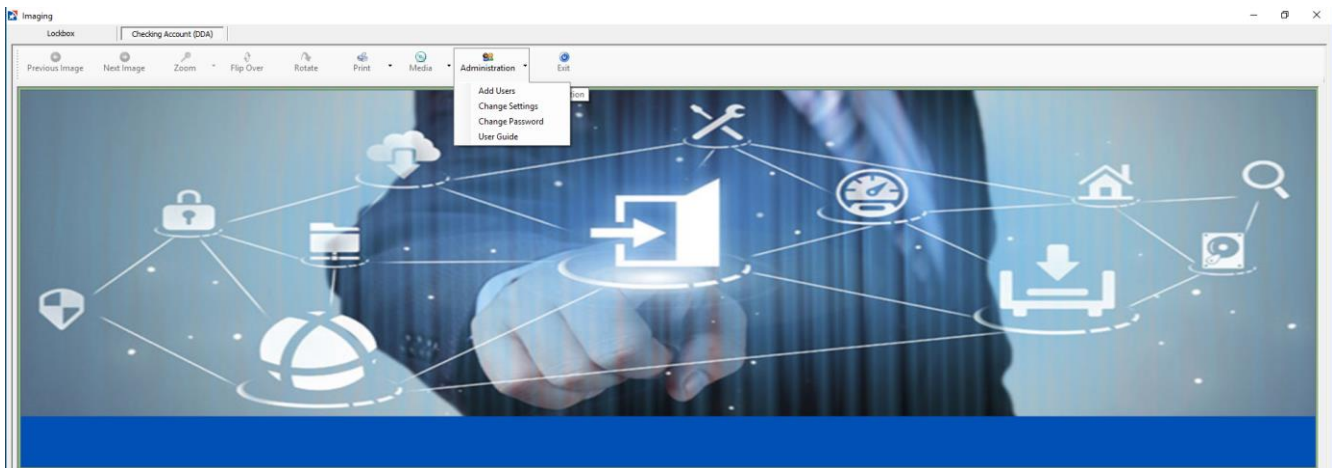 Imaging
Lockbox Checking Account (DDA)
Previous Image Next Image Zoom Flip Over Rotate Print Media Administration Exit
Add Users
Change Settings
Change Password
User Guide